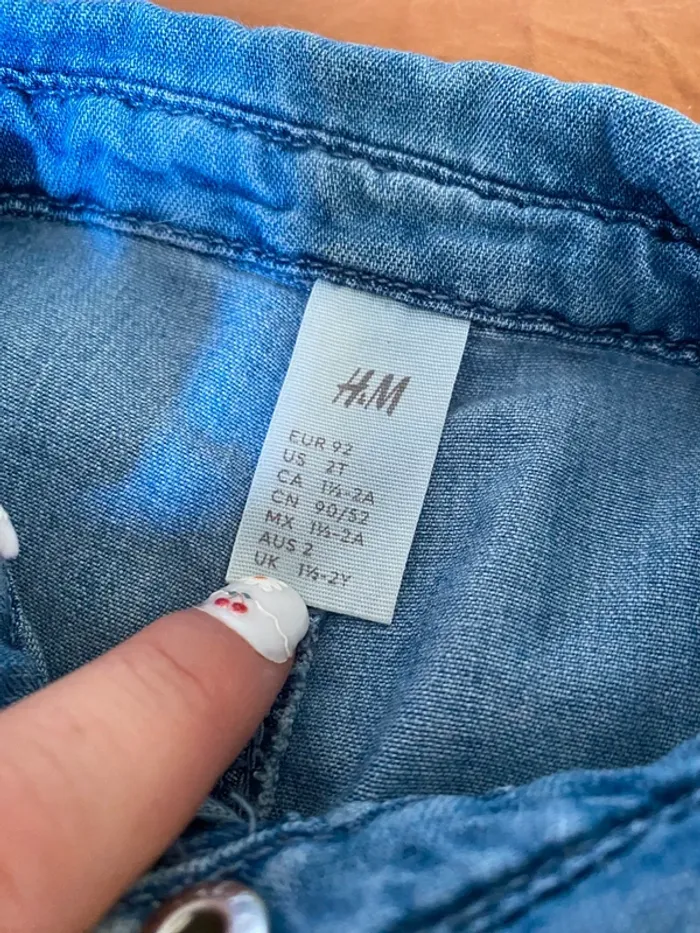 H&M
EUR 92
US 2T
CA 1½-2A
CN 90/52
MX 1½-2A
AUS 2
UK 1½-2Y